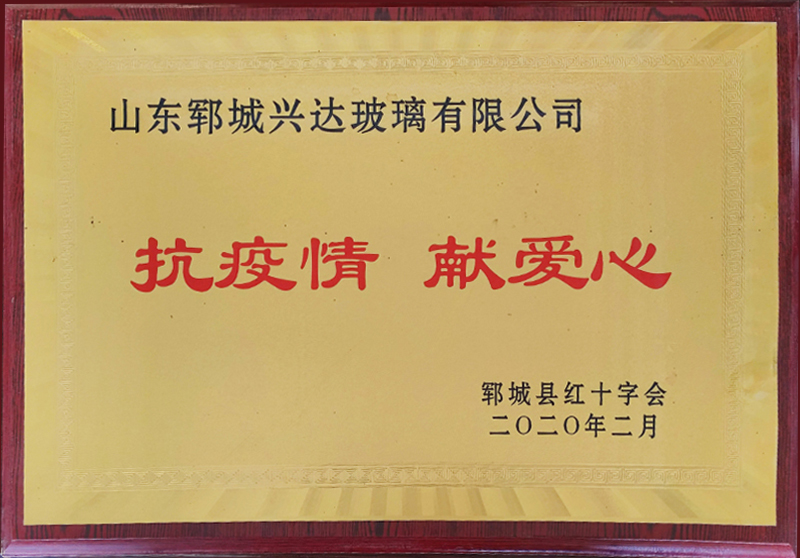 山东郓城兴达玻璃有限公司
抗疫情 献爱心
郓城县红十字会
二〇二〇年二月